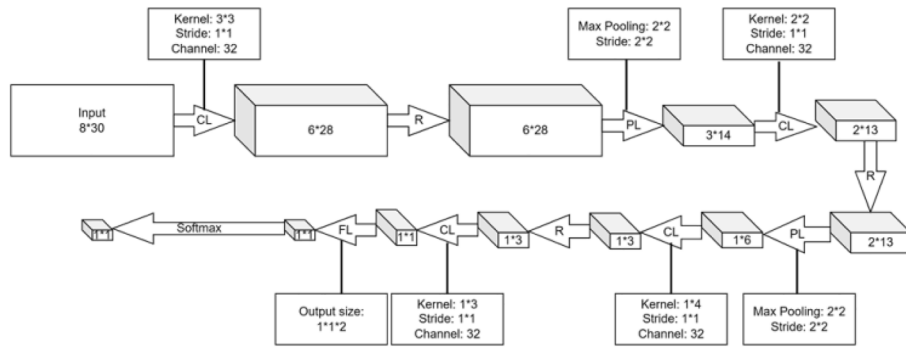 Kernel: 3*3
Stride: 1*1
Channel: 32
Max Pooling: 2*2
Stride: 2*2
Kernel: 2*2
Stride: 1*1
Channel: 32
Input
8*30
CL
6*28
R
6*28
PL
3*14
CL
2*13
R
1*1
Softmax
1*1
FL
1*1
CL
1*3
R
1*3
CL
1*6
PL
2*13
Output size:
1*1*2
Kernel: 1*3
Stride: 1*1
Channel: 32
Kernel: 1*4
Stride: 1*1
Channel: 32
Max Pooling: 2*2
Stride: 2*2